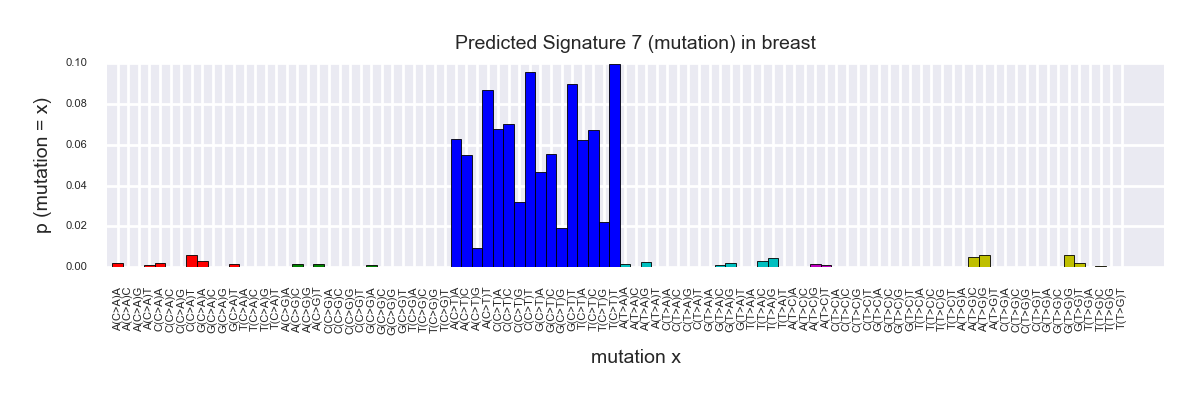 Predicted Signature 7 (mutation) in breast
p (mutation = x)
0.10
0.08
0.06
0.04
0.02
0.00
A(C>A)A
A(C>A)C
A(C>A)G
A(C>A)T
C(C>A)A
C(C>A)C
C(C>A)G
C(C>A)T
G(C>A)A
G(C>A)C
G(C>A)G
G(C>A)T
T(C>A)A
T(C>A)C
T(C>A)G
T(C>A)T
A(C>G)A
A(C>G)C
A(C>G)G
A(C>G)T
C(C>G)A
C(C>G)C
C(C>G)G
C(C>G)T
G(C>G)A
G(C>G)C
G(C>G)G
G(C>G)T
T(C>G)A
T(C>G)C
T(C>G)G
T(C>G)T
A(C>T)A
A(C>T)C
A(C>T)G
A(C>T)T
C(C>T)A
C(C>T)C
C(C>T)G
C(C>T)T
G(C>T)A
G(C>T)C
G(C>T)G
G(C>T)T
T(C>T)A
T(C>T)C
T(C>T)G
T(C>T)T
A(T>A)A
A(T>A)C
A(T>A)G
A(T>A)T
C(T>A)A
C(T>A)C
C(T>A)G
C(T>A)T
G(T>A)A
G(T>A)C
G(T>A)G
G(T>A)T
T(T>A)A
T(T>A)C
T(T>A)G
T(T>A)T
A(T>C)A
A(T>C)C
A(T>C)G
A(T>C)T
C(T>C)A
C(T>C)C
C(T>C)G
C(T>C)T
G(T>C)A
G(T>C)C
G(T>C)G
G(T>C)T
T(T>C)A
T(T>C)C
T(T>C)G
T(T>C)T
A(T>G)A
A(T>G)C
A(T>G)G
A(T>G)T
C(T>G)A
C(T>G)C
C(T>G)G
C(T>G)T
G(T>G)A
G(T>G)C
G(T>G)G
G(T>G)T
T(T>G)A
T(T>G)C
T(T>G)G
T(T>G)T
mutation x